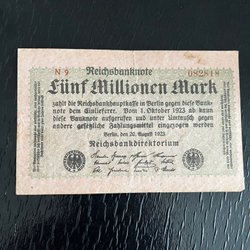 N 9 Reichsbanknote 082818
Fünf Millionen Mark
zahlt die Reichsbankhauptkasse in Berlin gegen diese Bank-
note dem Einlieferer. Vom 1. Oktober 1923 ab kann
diese Banknote aufgerufen und unter Umtausch gegen
andere gesetzliche Zahlungsmittel eingezogen werden
Berlin, den 20. August 1923
Reichsbankdirektorium